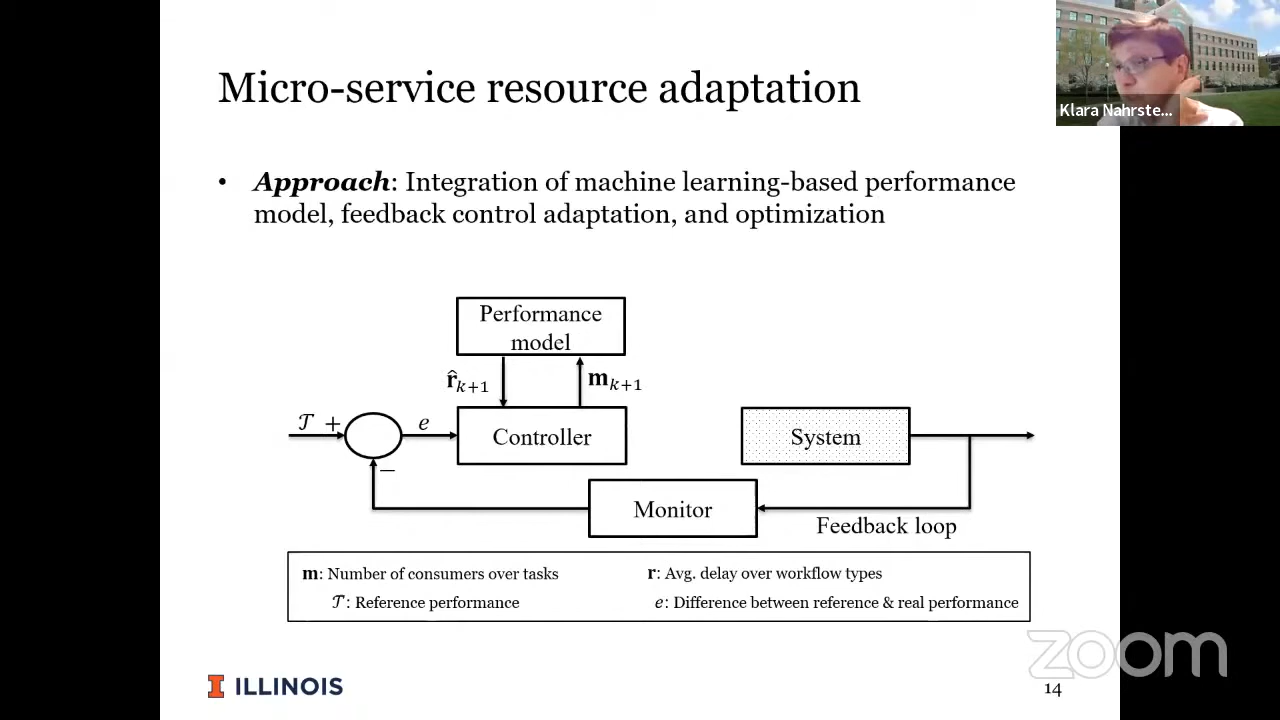 Micro-service resource adaptation
Klara Nahrste...
• Approach: Integration of machine learning-based performance
model, feedback control adaptation, and optimization
Performance
model
r̂k+1
mk+1
𝒯 +
e
Controller
System
−
Monitor
Feedback loop
m: Number of consumers over tasks
r: Avg. delay over workflow types
𝒯: Reference performance
e: Difference between reference & real performance
zoom
I ILLINOIS
14